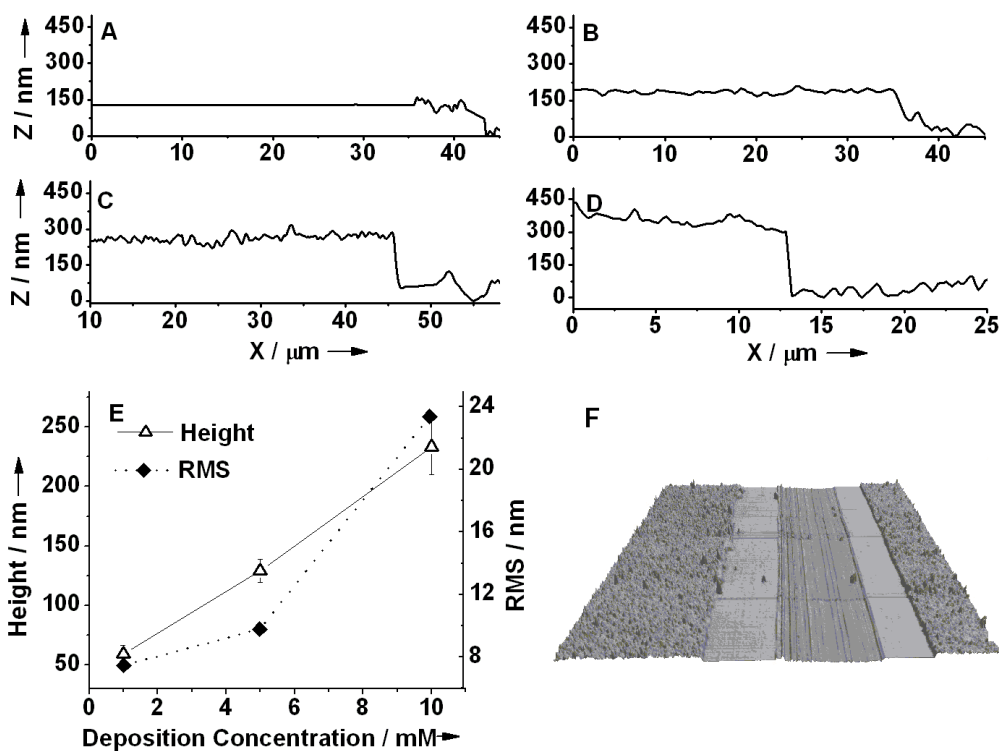 A
Z / nm
450
300
150
0
0 10 20 30 40
B
450
300
150
0
0 10 20 30 40
C
Z / nm
450
300
150
0
10 20 30 40 50
X / μm
D
450
300
150
0
0 5 10 15 20 25
X / μm
E
Height
RMS
Height / nm
250
200
150
100
50
24
20
16
12
8
RMS / nm
0 2 4 6 8 10
Deposition Concentration / mM
F